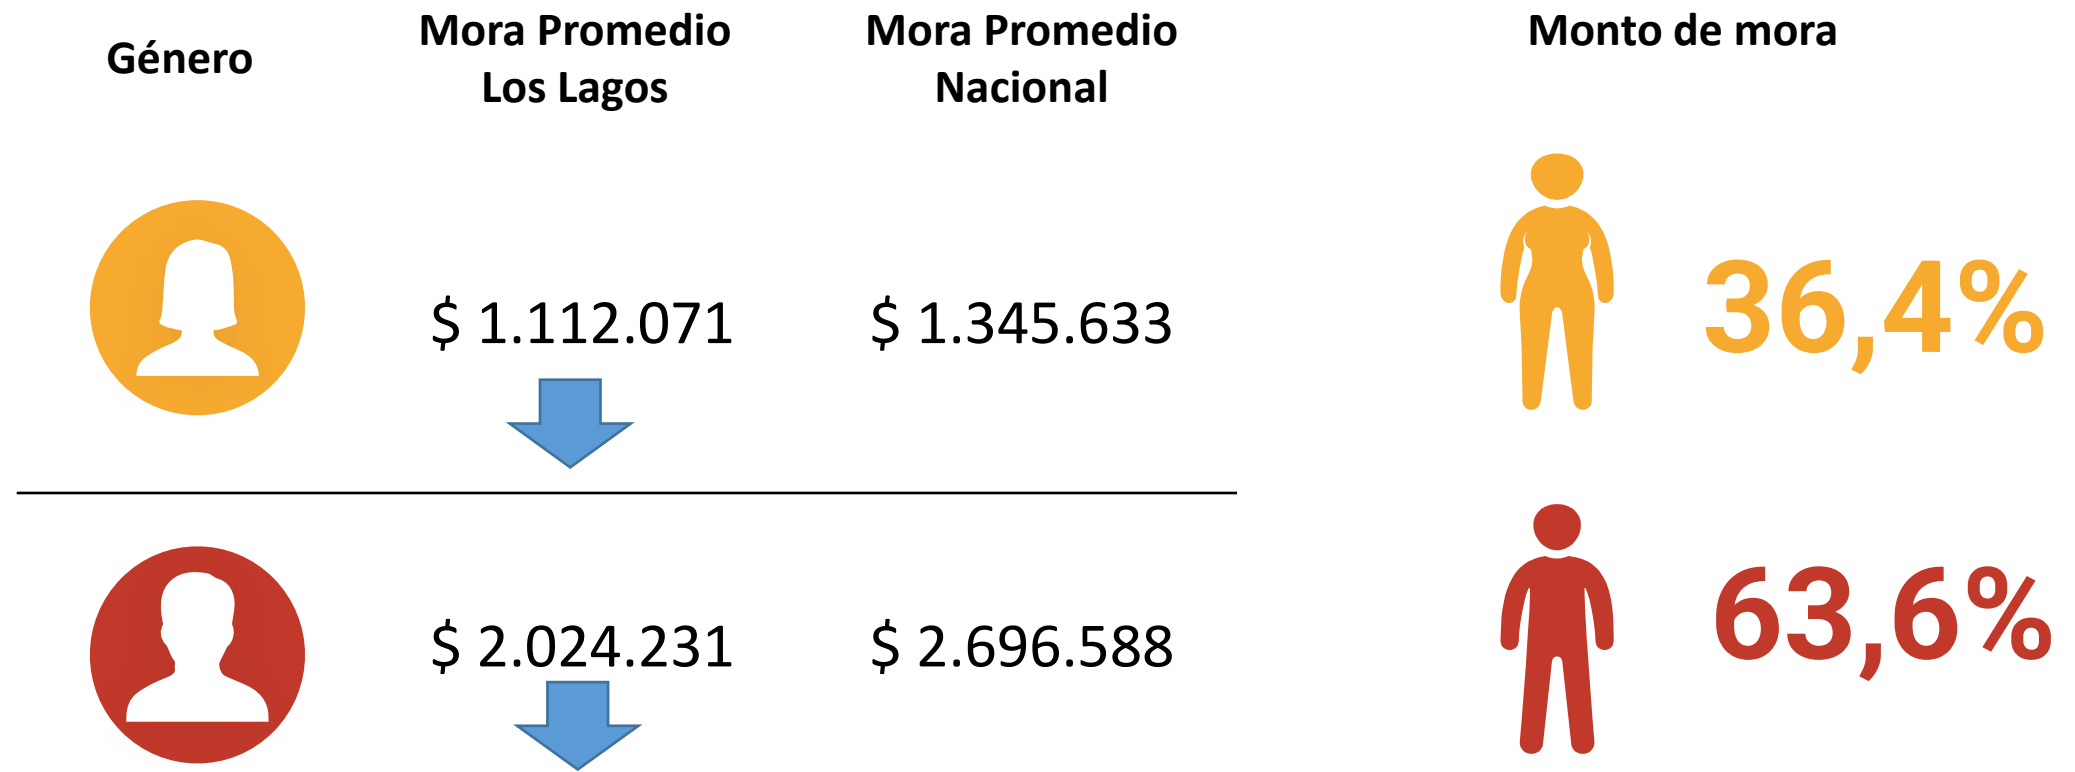 Género
Mora Promedio
Los Lagos
Mora Promedio
Nacional
Monto de mora
$ 1.112.071
$ 1.345.633
36,4%
$ 2.024.231
$ 2.696.588
63,6%